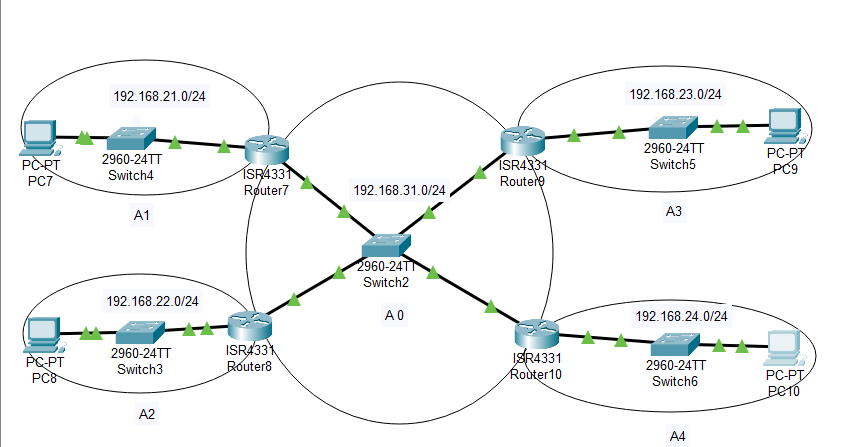 192.168.21.0/24
PC-PT
PC7
2960-24TT
Switch4
ISR4331
Router7
A1
192.168.23.0/24
ISR4331
Router9
2960-24TT
Switch5
PC-PT
PC9
A3
192.168.31.0/24
2960-24TT
Switch2
A 0
192.168.22.0/24
PC-PT
PC8
2960-24TT
Switch3
ISR4331
Router8
A2
192.168.24.0/24
ISR4331
Router10
2960-24TT
Switch6
PC-PT
PC10
A4